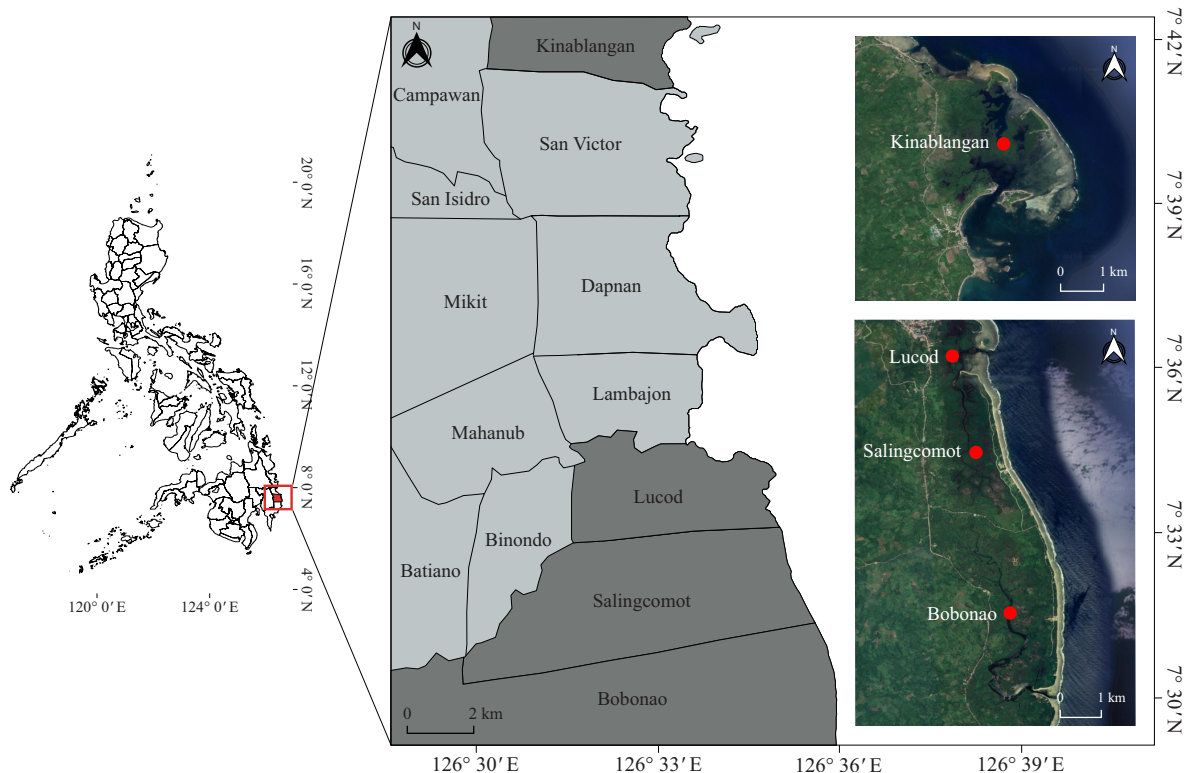 20° 0′ N
16° 0′ N
12° 0′ N
8° 0′ N
4° 0′ N
120° 0′ E
124° 0′ E
N
Kinablangan
Campawan
San Victor
San Isidro
Mikit
Dapnan
Lambajon
Mahanub
Lucod
Binondo
Batiano
Salingcomot
Bobonao
0 2 km
N
Kinablangan
0 1 km
N
Lucod
Salingcomot
Bobonao
0 1 km
7° 42′ N
7° 39′ N
7° 36′ N
7° 33′ N
7° 30′ N
126° 30′ E
126° 33′ E
126° 36′ E
126° 39′ E